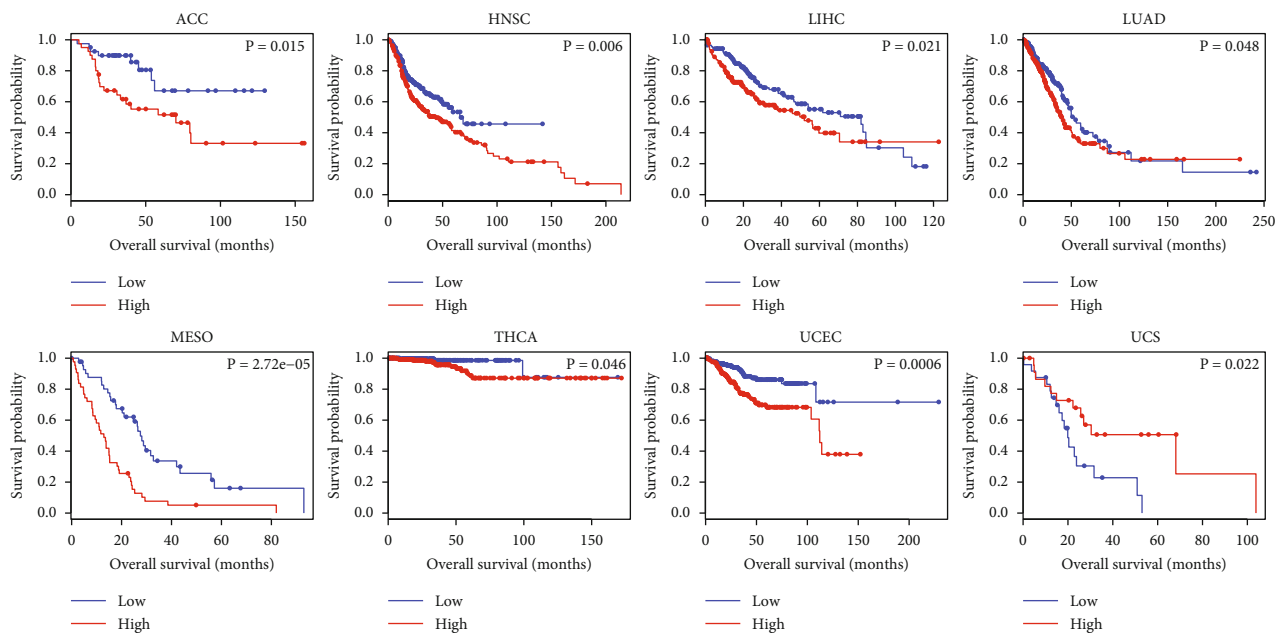 ACC
P = 0.015
Survival probability
1.0
0.8
0.6
0.4
0.2
0.0
0 50 100 150
Overall survival (months)
Low
High
HNSC
P = 0.006
Survival probability
1.0
0.8
0.6
0.4
0.2
0.0
0 50 100 150 200
Overall survival (months)
Low
High
LIHC
P = 0.021
Survival probability
1.0
0.8
0.6
0.4
0.2
0.0
0 20 40 60 80 100 120
Overall survival (months)
Low
High
LUAD
P = 0.048
Survival probability
1.0
0.8
0.6
0.4
0.2
0.0
0 50 100 150 200 250
Overall survival (months)
Low
High
MESO
P = 2.72e−05
Survival probability
1.0
0.8
0.6
0.4
0.2
0.0
0 20 40 60 80
Overall survival (months)
Low
High
THCA
P = 0.046
Survival probability
1.0
0.8
0.6
0.4
0.2
0.0
0 50 100 150
Overall survival (months)
Low
High
UCEC
P = 0.0006
Survival probability
1.0
0.8
0.6
0.4
0.2
0.0
0 50 100 150 200
Overall survival (months)
Low
High
UCS
P = 0.022
Survival probability
1.0
0.8
0.6
0.4
0.2
0.0
0 20 40 60 80 100
Overall survival (months)
Low
High